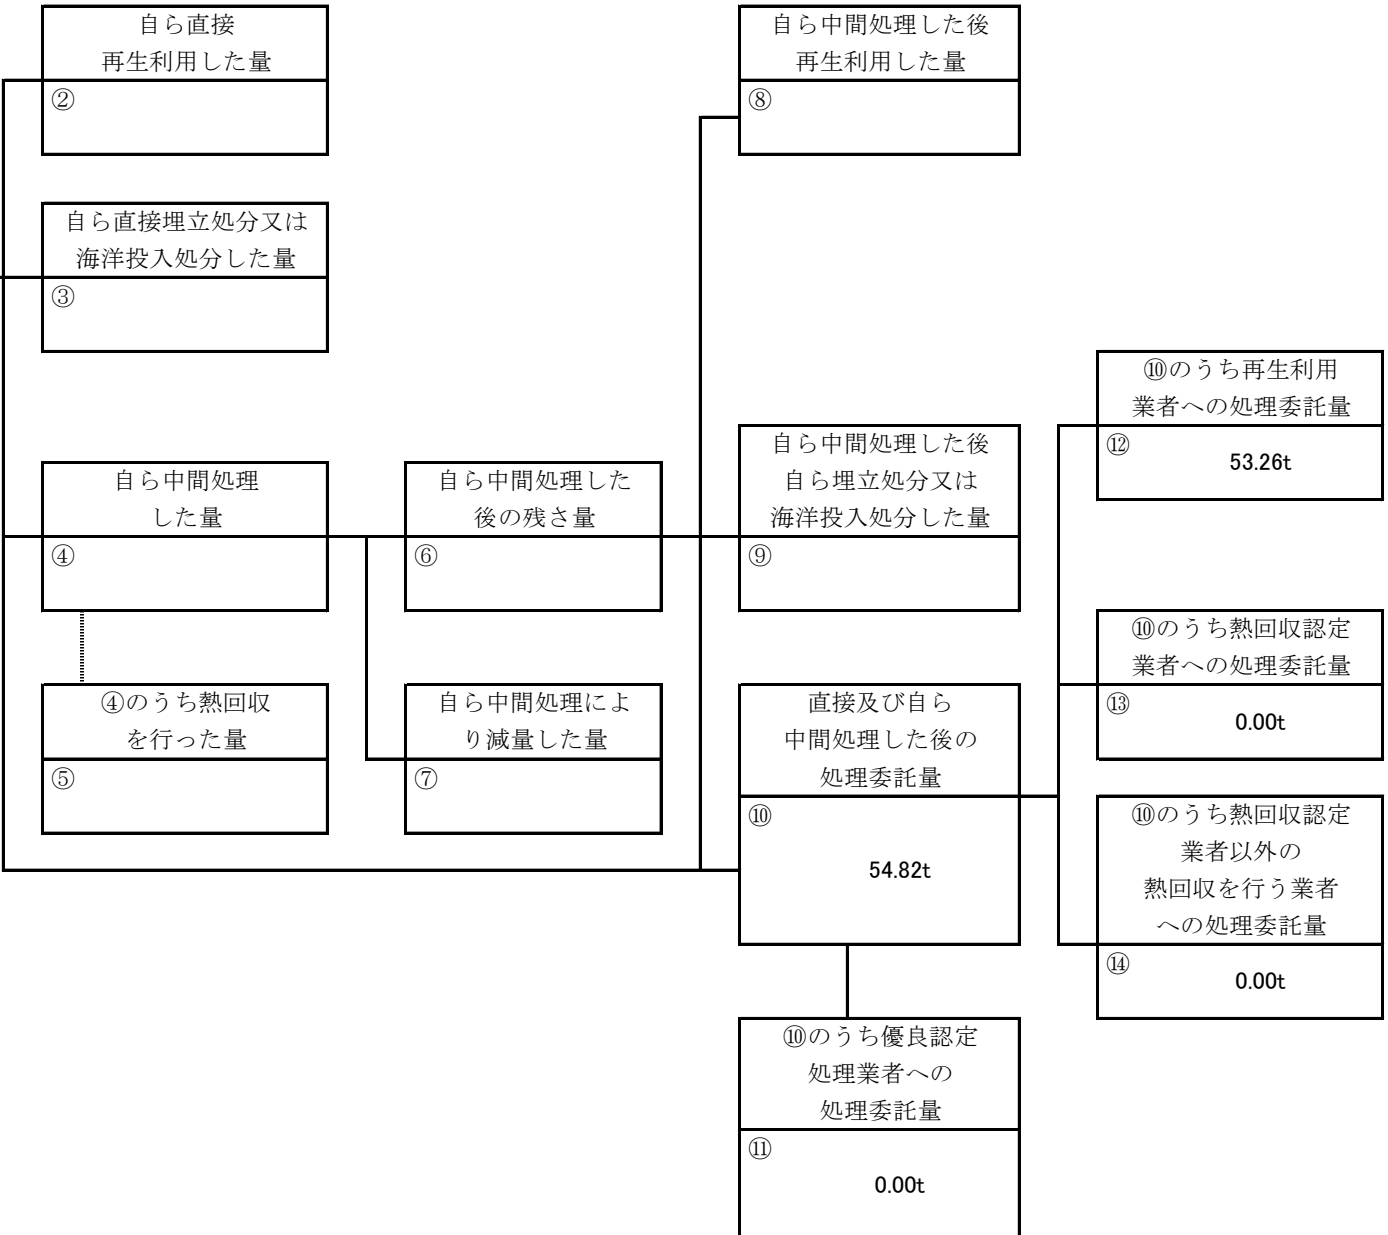 自ら直接
再生利用した量
②
自ら中間処理した後
再生利用した量
⑧
自ら直接埋立処分又は
海洋投入処分した量
③
⑩のうち再生利用
業者への処理委託量
⑫
53.26t
自ら中間処理
した量
④
自ら中間処理した
後の残さ量
⑥
自ら中間処理した後
自ら埋立処分又は
海洋投入処分した量
⑨
⑩のうち熱回収認定
業者への処理委託量
⑬
0.00t
④のうち熱回収
を行った量
⑤
自ら中間処理によ
り減量した量
⑦
直接及び自ら
中間処理した後の
処理委託量
⑩
54.82t
⑩のうち熱回収認定
業者以外の
熱回収を行う業者
への処理委託量
⑭
0.00t
⑩のうち優良認定
処理業者への
処理委託量
⑪
0.00t